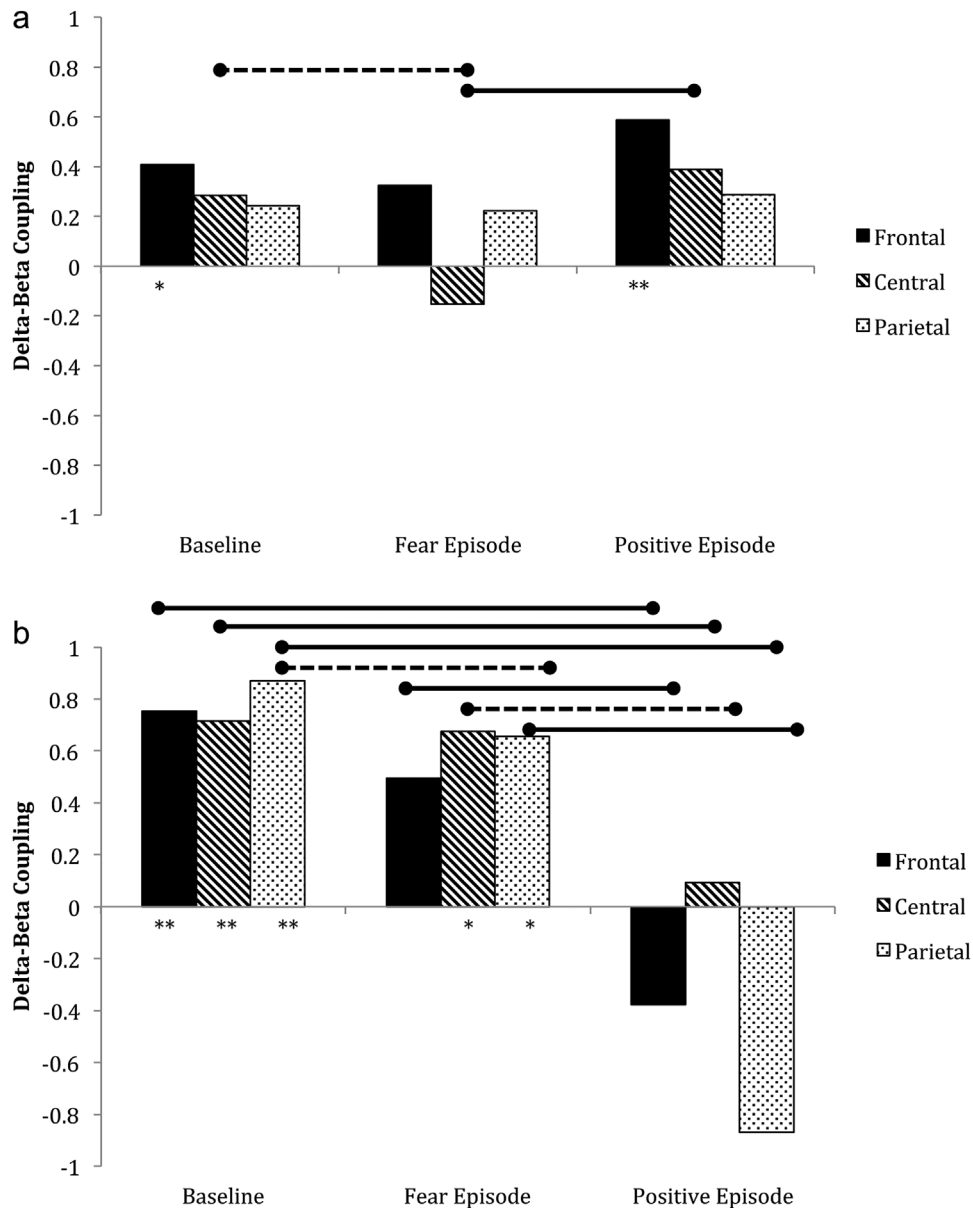 a
1
0.8
0.6
0.4
0.2
0
-0.2
-0.4
-0.6
-0.8
-1
Delta-Beta Coupling
* **
Baseline Fear Episode Positive Episode
Frontal
Central
Parietal
b
1
0.8
0.6
0.4
0.2
0
-0.2
-0.4
-0.6
-0.8
-1
Delta-Beta Coupling
** ** ** * *
Baseline Fear Episode Positive Episode
Frontal
Central
Parietal